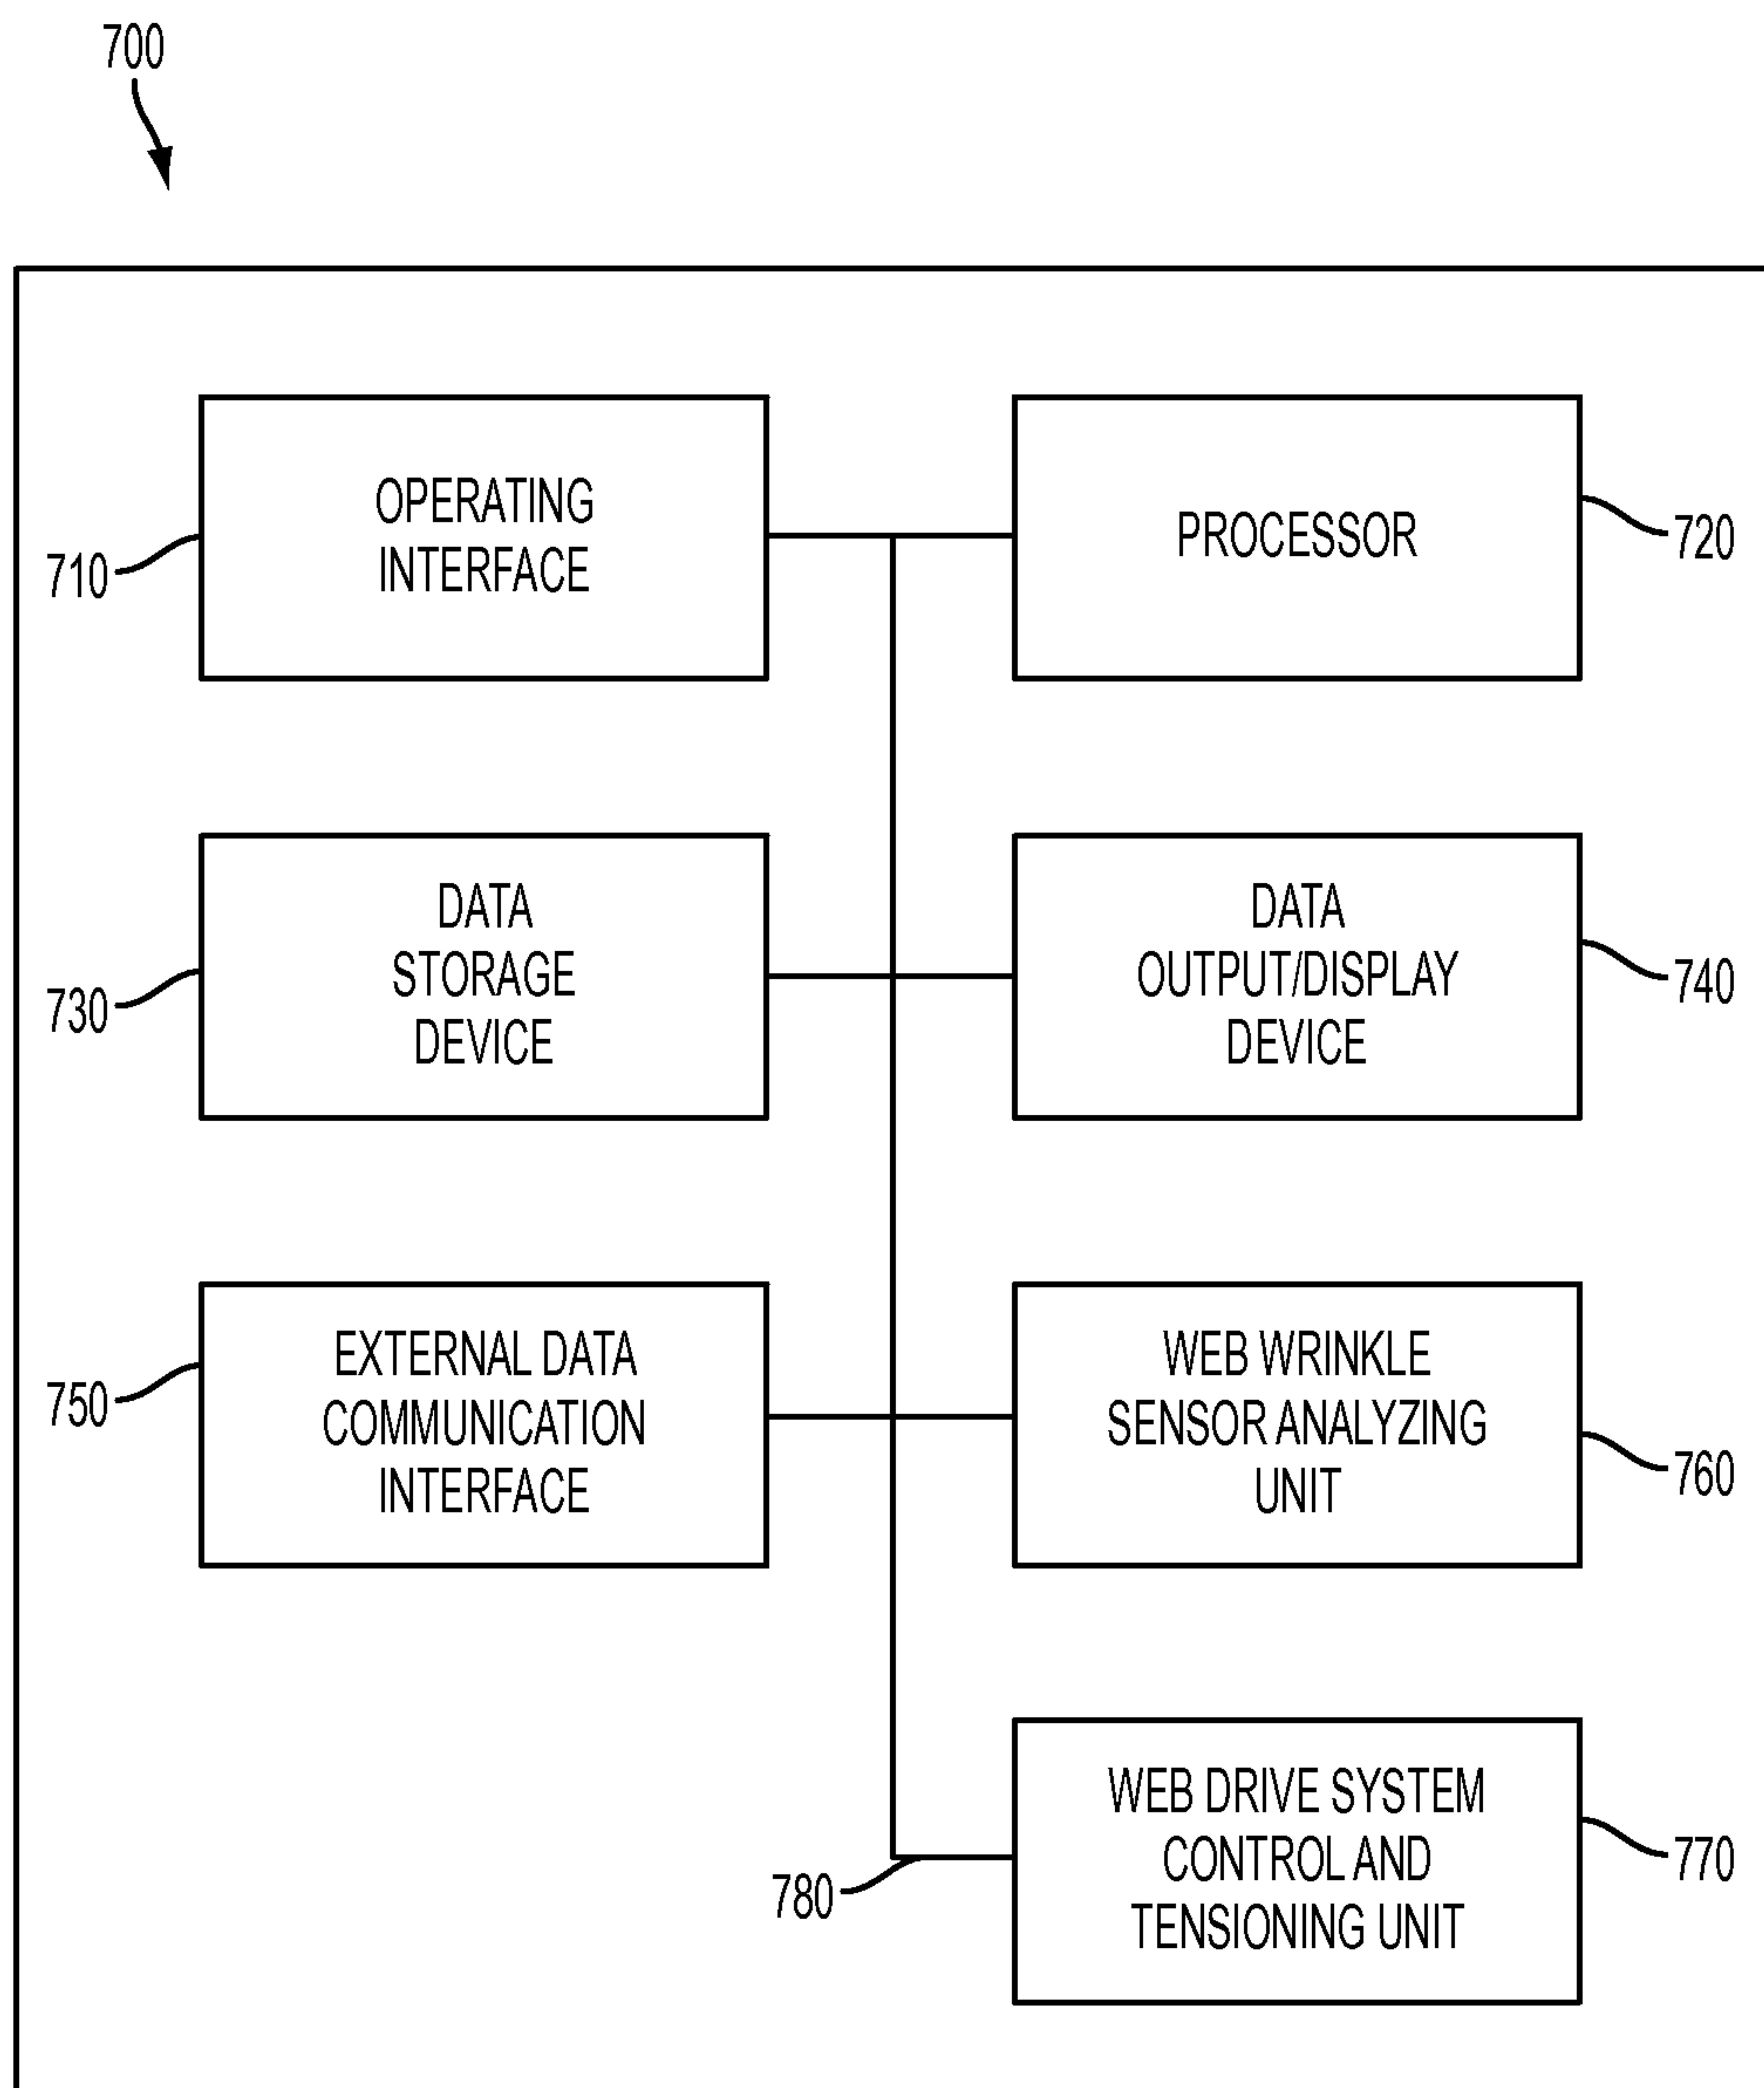 700
OPERATING
INTERFACE
710
PROCESSOR
720
DATA
STORAGE
DEVICE
730
DATA
OUTPUT/DISPLAY
DEVICE
740
EXTERNAL DATA
COMMUNICATION
INTERFACE
750
WEB WRINKLE
SENSOR ANALYZING
UNIT
760
WEB DRIVE SYSTEM
CONTROL AND
TENSIONING UNIT
770
780